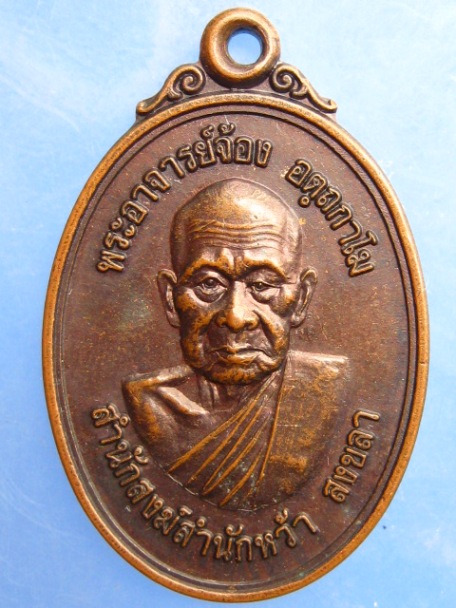 พระอาจารย์จ้อง อตฺถกาโม
สำนักสงฆ์สำนักหว้า สงขลา